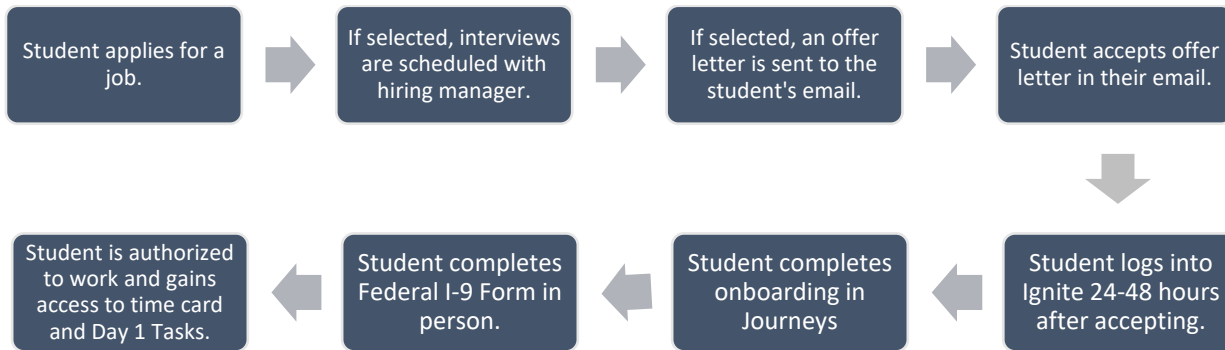 Student applies for a
job.
If selected, interviews
are scheduled with
hiring manager.
If selected, an offer
letter is sent to the
student's email.
Student accepts offer
letter in their email.
Student logs into
Ignite 24-48 hours
after accepting.
Student completes
onboarding in
Journeys
Student completes
Federal I-9 Form in
person.
Student is authorized
to work and gains
access to time card
and Day 1 Tasks.